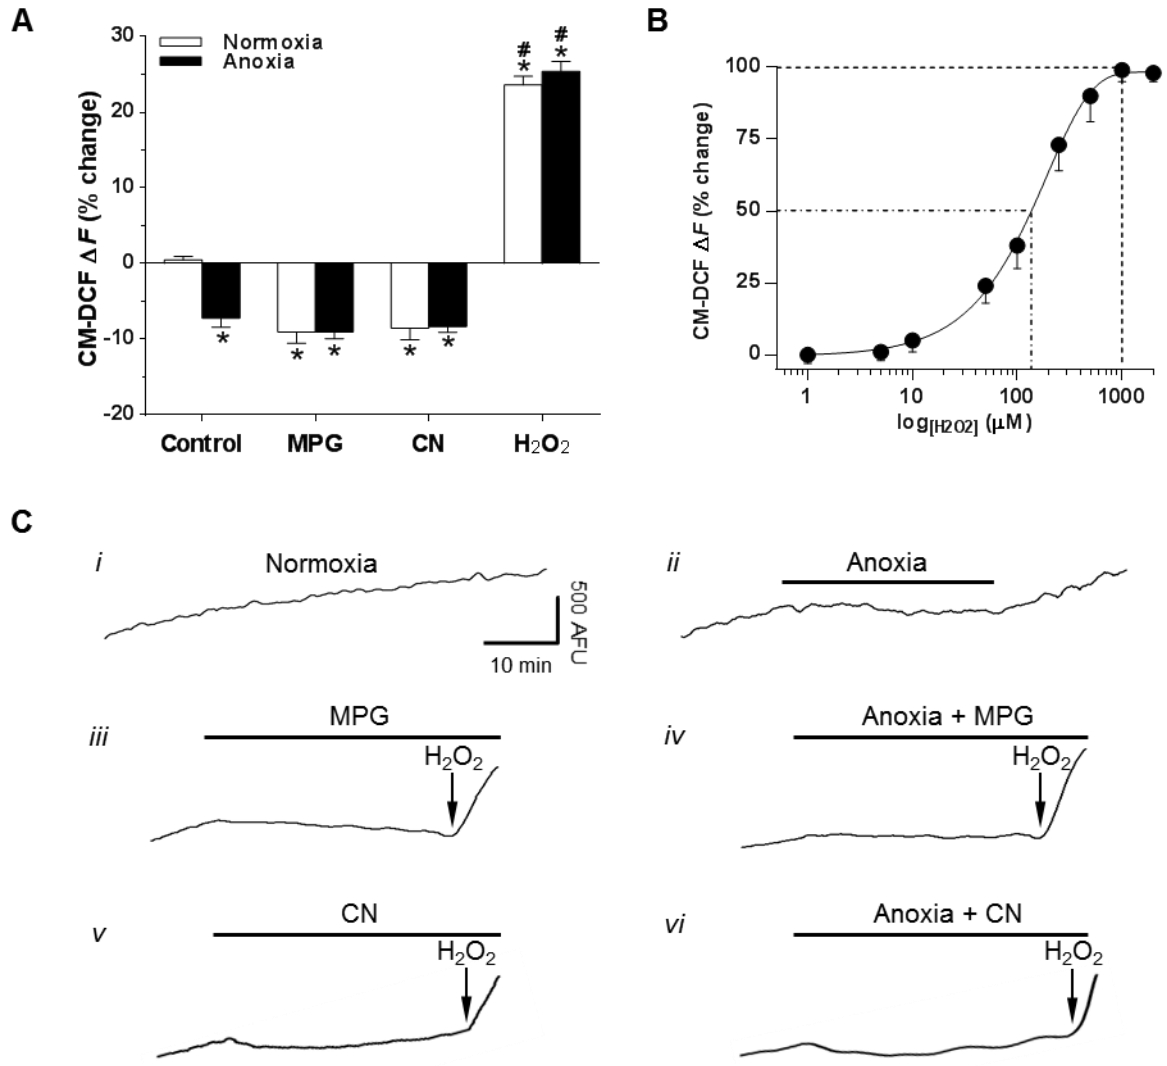 A
30
20
10
0
-10
-20
CM-DCF ΔF (% change)
Normoxia
Anoxia
# #
* *
* * * * *
Control MPG CN H₂O₂
B
100
75
50
25
0
CM-DCF ΔF (% change)
1 10 100 1000
log[H2O2] (μM)
C
i Normoxia
500 AFU
10 min
ii Anoxia
iii MPG
H₂O₂
iv Anoxia + MPG
H₂O₂
v CN
H₂O₂
vi Anoxia + CN
H₂O₂